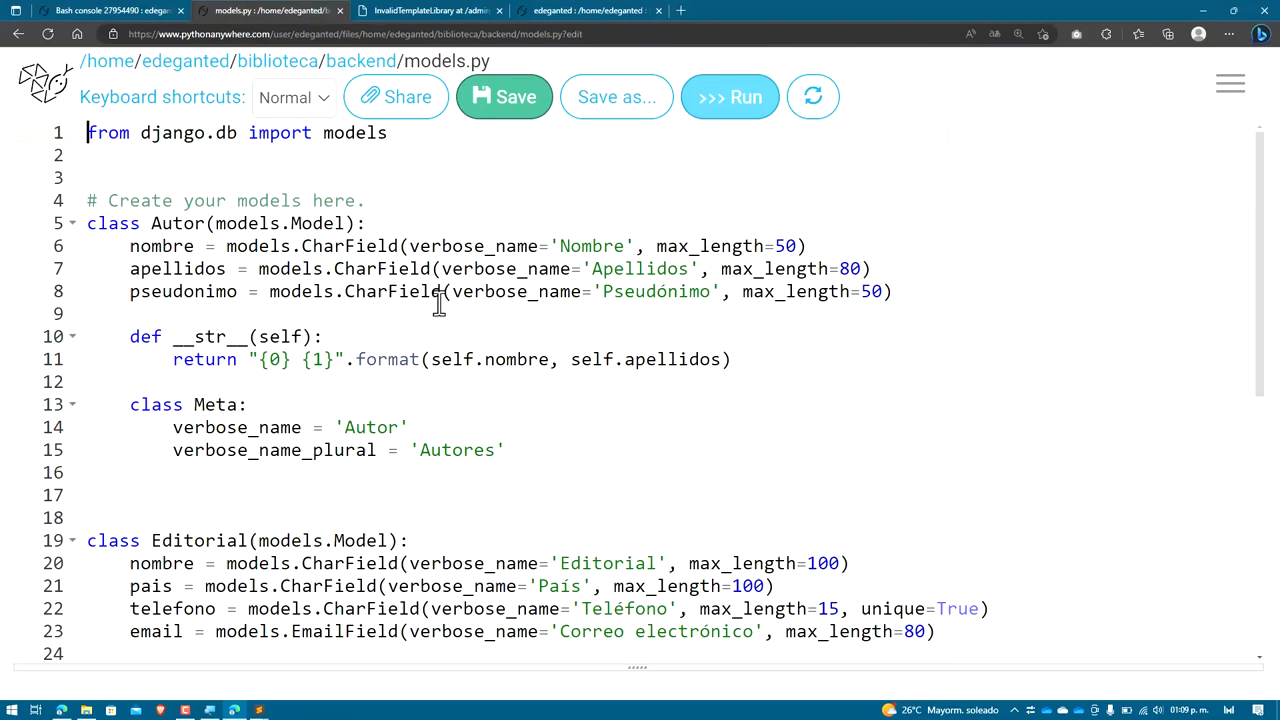 Bash console 27954490 : edegan
models.py : /home/edeganted/b
InvalidTemplateLibrary at /admin
edeganted : /home/edeganted :
https://www.pythonanywhere.com/user/edeganted/files/home/edeganted/biblioteca/backend/models.py?edit
/home/edeganted/biblioteca/backend/models.py
Keyboard shortcuts: Normal Share Save Save as... >>> Run
1 from django.db import models
2
3
4 # Create your models here.
5 class Autor(models.Model):
6 nombre = models.CharField(verbose_name='Nombre', max_length=50)
7 apellidos = models.CharField(verbose_name='Apellidos', max_length=80)
8 pseudonimo = models.CharField(verbose_name='Pseudónimo', max_length=50)
9
10 def __str__(self):
11 return "{0} {1}".format(self.nombre, self.apellidos)
12
13 class Meta:
14 verbose_name = 'Autor'
15 verbose_name_plural = 'Autores'
16
17
18
19 class Editorial(models.Model):
20 nombre = models.CharField(verbose_name='Editorial', max_length=100)
21 pais = models.CharField(verbose_name='País', max_length=100)
22 telefono = models.CharField(verbose_name='Teléfono', max_length=15, unique=True)
23 email = models.EmailField(verbose_name='Correo electrónico', max_length=80)
24
26°C Mayorm. soleado 01:09 p. m.